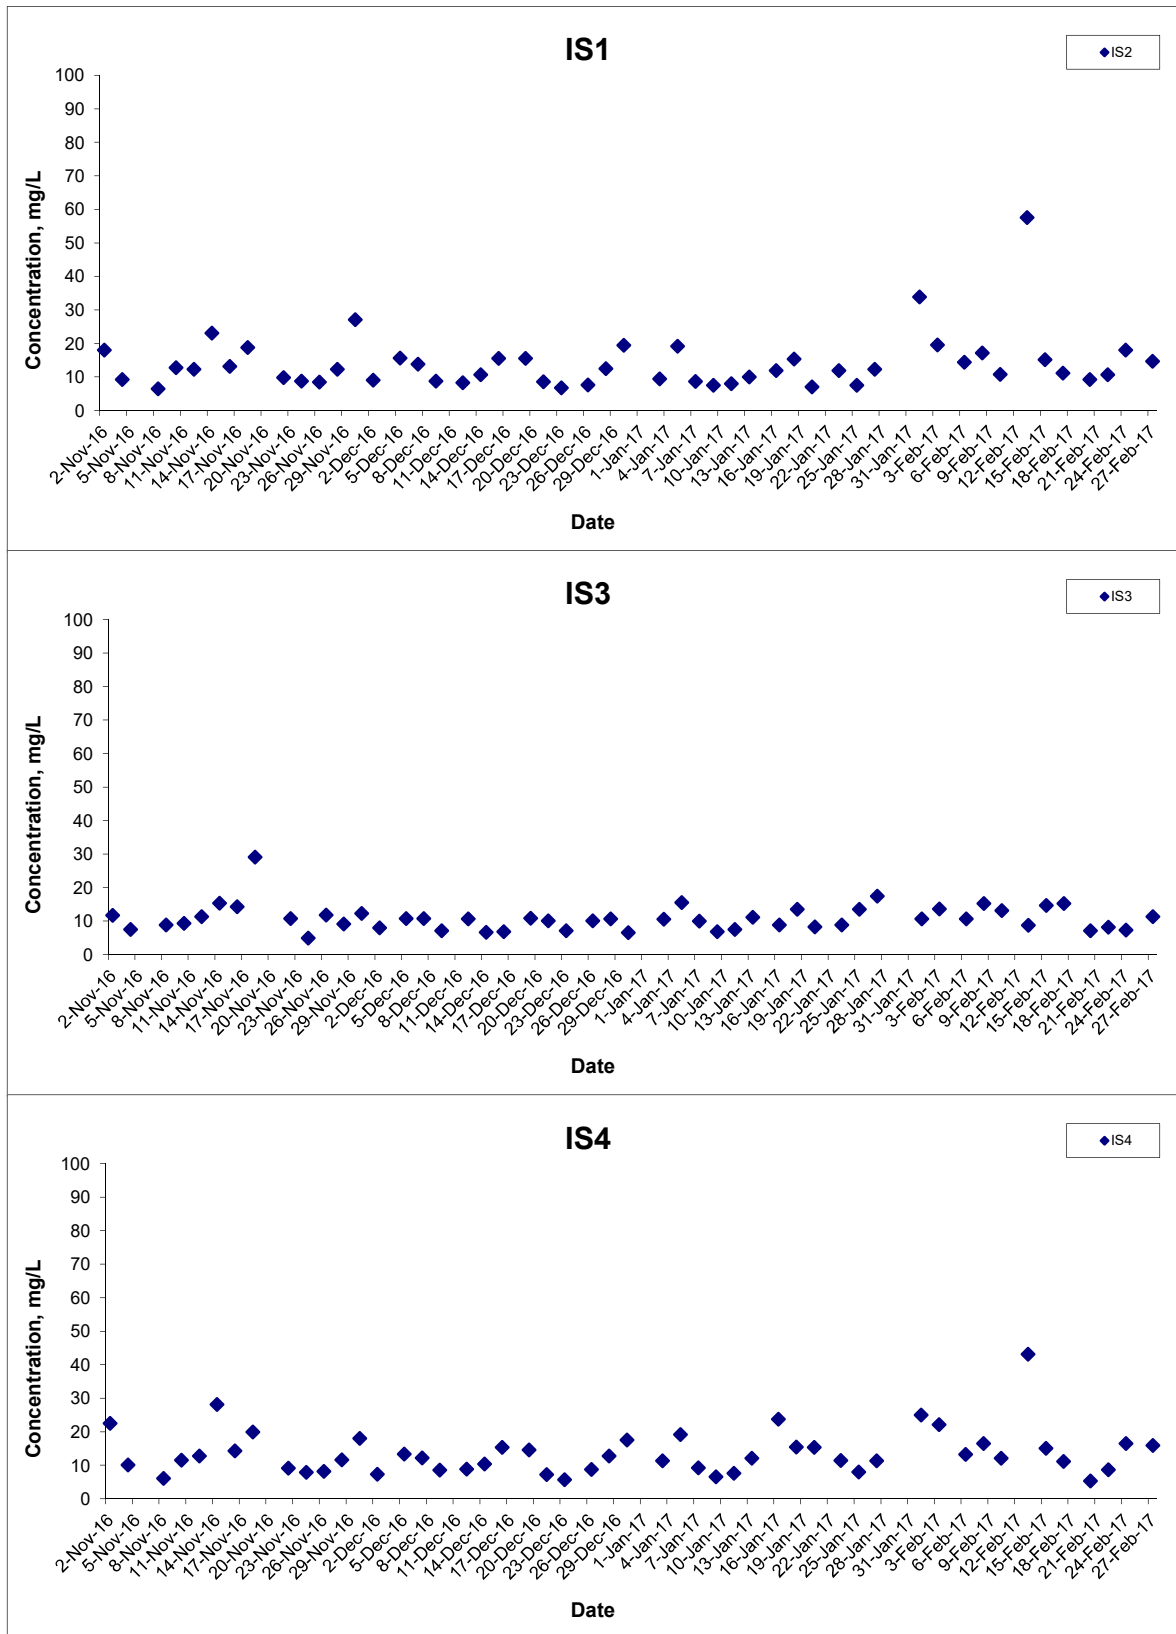 IS1
IS2
Concentration, mg/L
100
90
80
70
60
50
40
30
20
10
0
2-Nov-16 5-Nov-16 8-Nov-16 11-Nov-16 14-Nov-16 17-Nov-16 20-Nov-16 23-Nov-16 26-Nov-16 29-Nov-16 2-Dec-16 5-Dec-16 8-Dec-16 11-Dec-16 14-Dec-16 17-Dec-16 20-Dec-16 23-Dec-16 26-Dec-16 29-Dec-16 1-Jan-17 4-Jan-17 7-Jan-17 10-Jan-17 13-Jan-17 16-Jan-17 19-Jan-17 22-Jan-17 25-Jan-17 28-Jan-17 31-Jan-17 3-Feb-17 6-Feb-17 9-Feb-17 12-Feb-17 15-Feb-17 18-Feb-17 21-Feb-17 24-Feb-17 27-Feb-17
Date
IS3
IS3
Concentration, mg/L
100
90
80
70
60
50
40
30
20
10
0
2-Nov-16 5-Nov-16 8-Nov-16 11-Nov-16 14-Nov-16 17-Nov-16 20-Nov-16 23-Nov-16 26-Nov-16 29-Nov-16 2-Dec-16 5-Dec-16 8-Dec-16 11-Dec-16 14-Dec-16 17-Dec-16 20-Dec-16 23-Dec-16 26-Dec-16 29-Dec-16 1-Jan-17 4-Jan-17 7-Jan-17 10-Jan-17 13-Jan-17 16-Jan-17 19-Jan-17 22-Jan-17 25-Jan-17 28-Jan-17 31-Jan-17 3-Feb-17 6-Feb-17 9-Feb-17 12-Feb-17 15-Feb-17 18-Feb-17 21-Feb-17 24-Feb-17 27-Feb-17
Date
IS4
IS4
Concentration, mg/L
100
90
80
70
60
50
40
30
20
10
0
2-Nov-16 5-Nov-16 8-Nov-16 11-Nov-16 14-Nov-16 17-Nov-16 20-Nov-16 23-Nov-16 26-Nov-16 29-Nov-16 2-Dec-16 5-Dec-16 8-Dec-16 11-Dec-16 14-Dec-16 17-Dec-16 20-Dec-16 23-Dec-16 26-Dec-16 29-Dec-16 1-Jan-17 4-Jan-17 7-Jan-17 10-Jan-17 13-Jan-17 16-Jan-17 19-Jan-17 22-Jan-17 25-Jan-17 28-Jan-17 31-Jan-17 3-Feb-17 6-Feb-17 9-Feb-17 12-Feb-17 15-Feb-17 18-Feb-17 21-Feb-17 24-Feb-17 27-Feb-17
Date